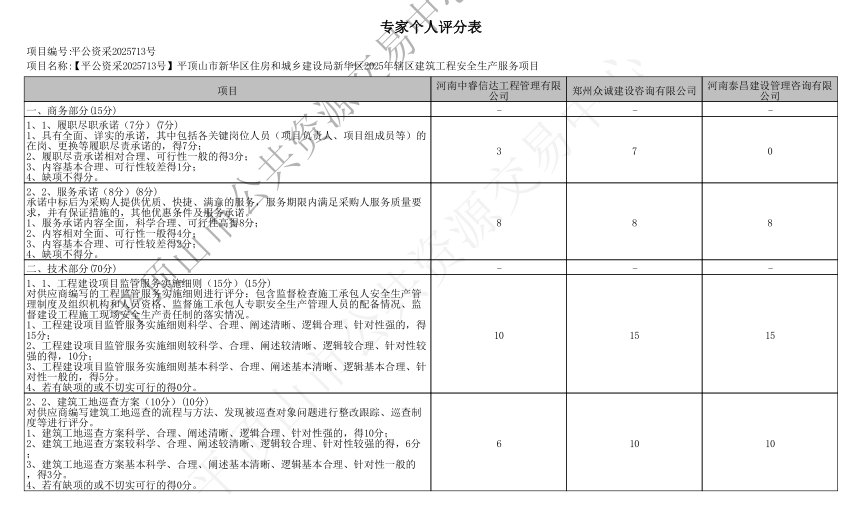 专家个人评分表
项目编号:平公资采2025713号
项目名称:【平公资采2025713号】平顶山市新华区住房和城乡建设局新华区2025年辖区建筑工程安全生产服务项目
项目 河南中睿信达工程管理有限公司 郑州众诚建设咨询有限公司 河南泰昌建设管理咨询有限公司
一、商务部分(15分) - - -
1、1、履职尽职承诺（7分）(7分)
1、具有全面、详实的承诺，其中包括各关键岗位人员（项目负责人、项目组成员等）的
在岗、更换等履职尽责承诺的，得7分；
2、履职尽责承诺相对合理、可行性一般的得3分；
3、内容基本合理、可行性较差得1分；
4、缺项不得分。
3 7 0
2、2、服务承诺（8分）(8分)
承诺中标后为采购人提供优质、快捷、满意的服务，服务期限内满足采购人服务质量要
求，并有保证措施的，其他优惠条件及服务承诺。
1、服务承诺内容全面，科学合理、可行性高得8分；
2、内容相对全面、可行性一般得4分；
3、内容基本合理、可行性较差得2分；
4、缺项不得分。
8 8 8
二、技术部分(70分) - - -
1、1、工程建设项目监管服务实施细则（15分）(15分)
对供应商编写的工程监管服务实施细则进行评分：包含监督检查施工承包人安全生产管
理制度及组织机构和人员资格、监督施工承包人专职安全生产管理人员的配备情况、监
督建设工程施工现场安全生产责任制的落实情况。
1、工程建设项目监管服务实施细则科学、合理、阐述清晰、逻辑合理、针对性强的，得
15分；
2、工程建设项目监管服务实施细则较科学、合理、阐述较清晰、逻辑较合理、针对性较
强的得，10分；
3、工程建设项目监管服务实施细则基本科学、合理、阐述基本清晰、逻辑基本合理、针
对性一般的，得5分。
4、若有缺项的或不切实可行的得0分。
10 15 15
2、2、建筑工地巡查方案（10分）(10分)
对供应商编写建筑工地巡查的流程与方法、发现被巡查对象问题进行整改跟踪、巡查制
度等进行评分。
1、建筑工地巡查方案科学、合理、阐述清晰、逻辑合理、针对性强的，得10分；
2、建筑工地巡查方案较科学、合理、阐述较清晰、逻辑较合理、针对性较强的得，6分
；
3、建筑工地巡查方案基本科学、合理、阐述基本清晰、逻辑基本合理、针对性一般的
，得3分。
4、若有缺项的或不切实可行的得0分。
6 10 10
平顶山市公共资源交易中心
平顶山市公共资源交易中心